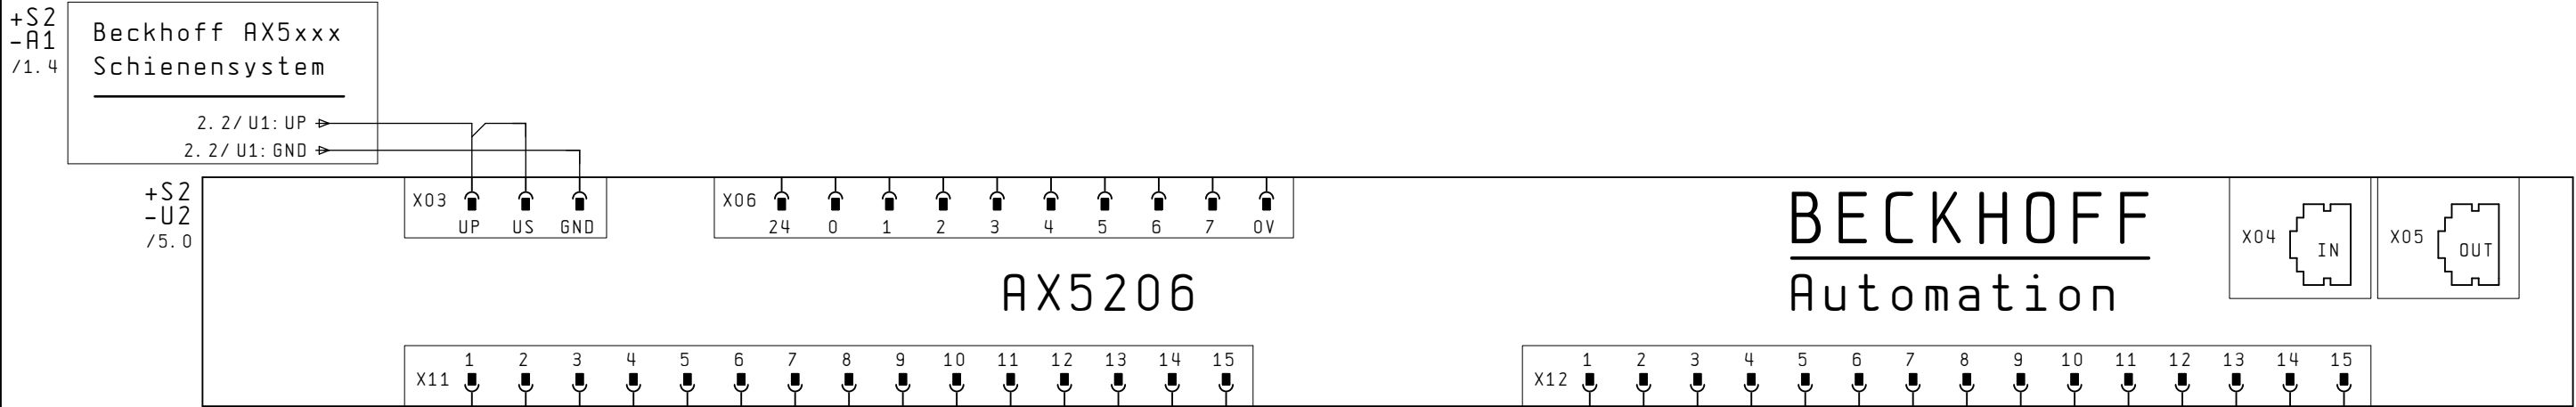 +S2
-A1
/1.4
Beckhoff AX5xxx
Schienensystem
2.2/U1:UP
2.2/U1:GND
+S2
-U2
/5.0
X03
UP US GND
X06
24 0 1 2 3 4 5 6 7 0V
BECKHOFF
Automation
X04 IN
X05 OUT
AX5206
X11
1 2 3 4 5 6 7 8 9 10 11 12 13 14 15
X12
1 2 3 4 5 6 7 8 9 10 11 12 13 14 15